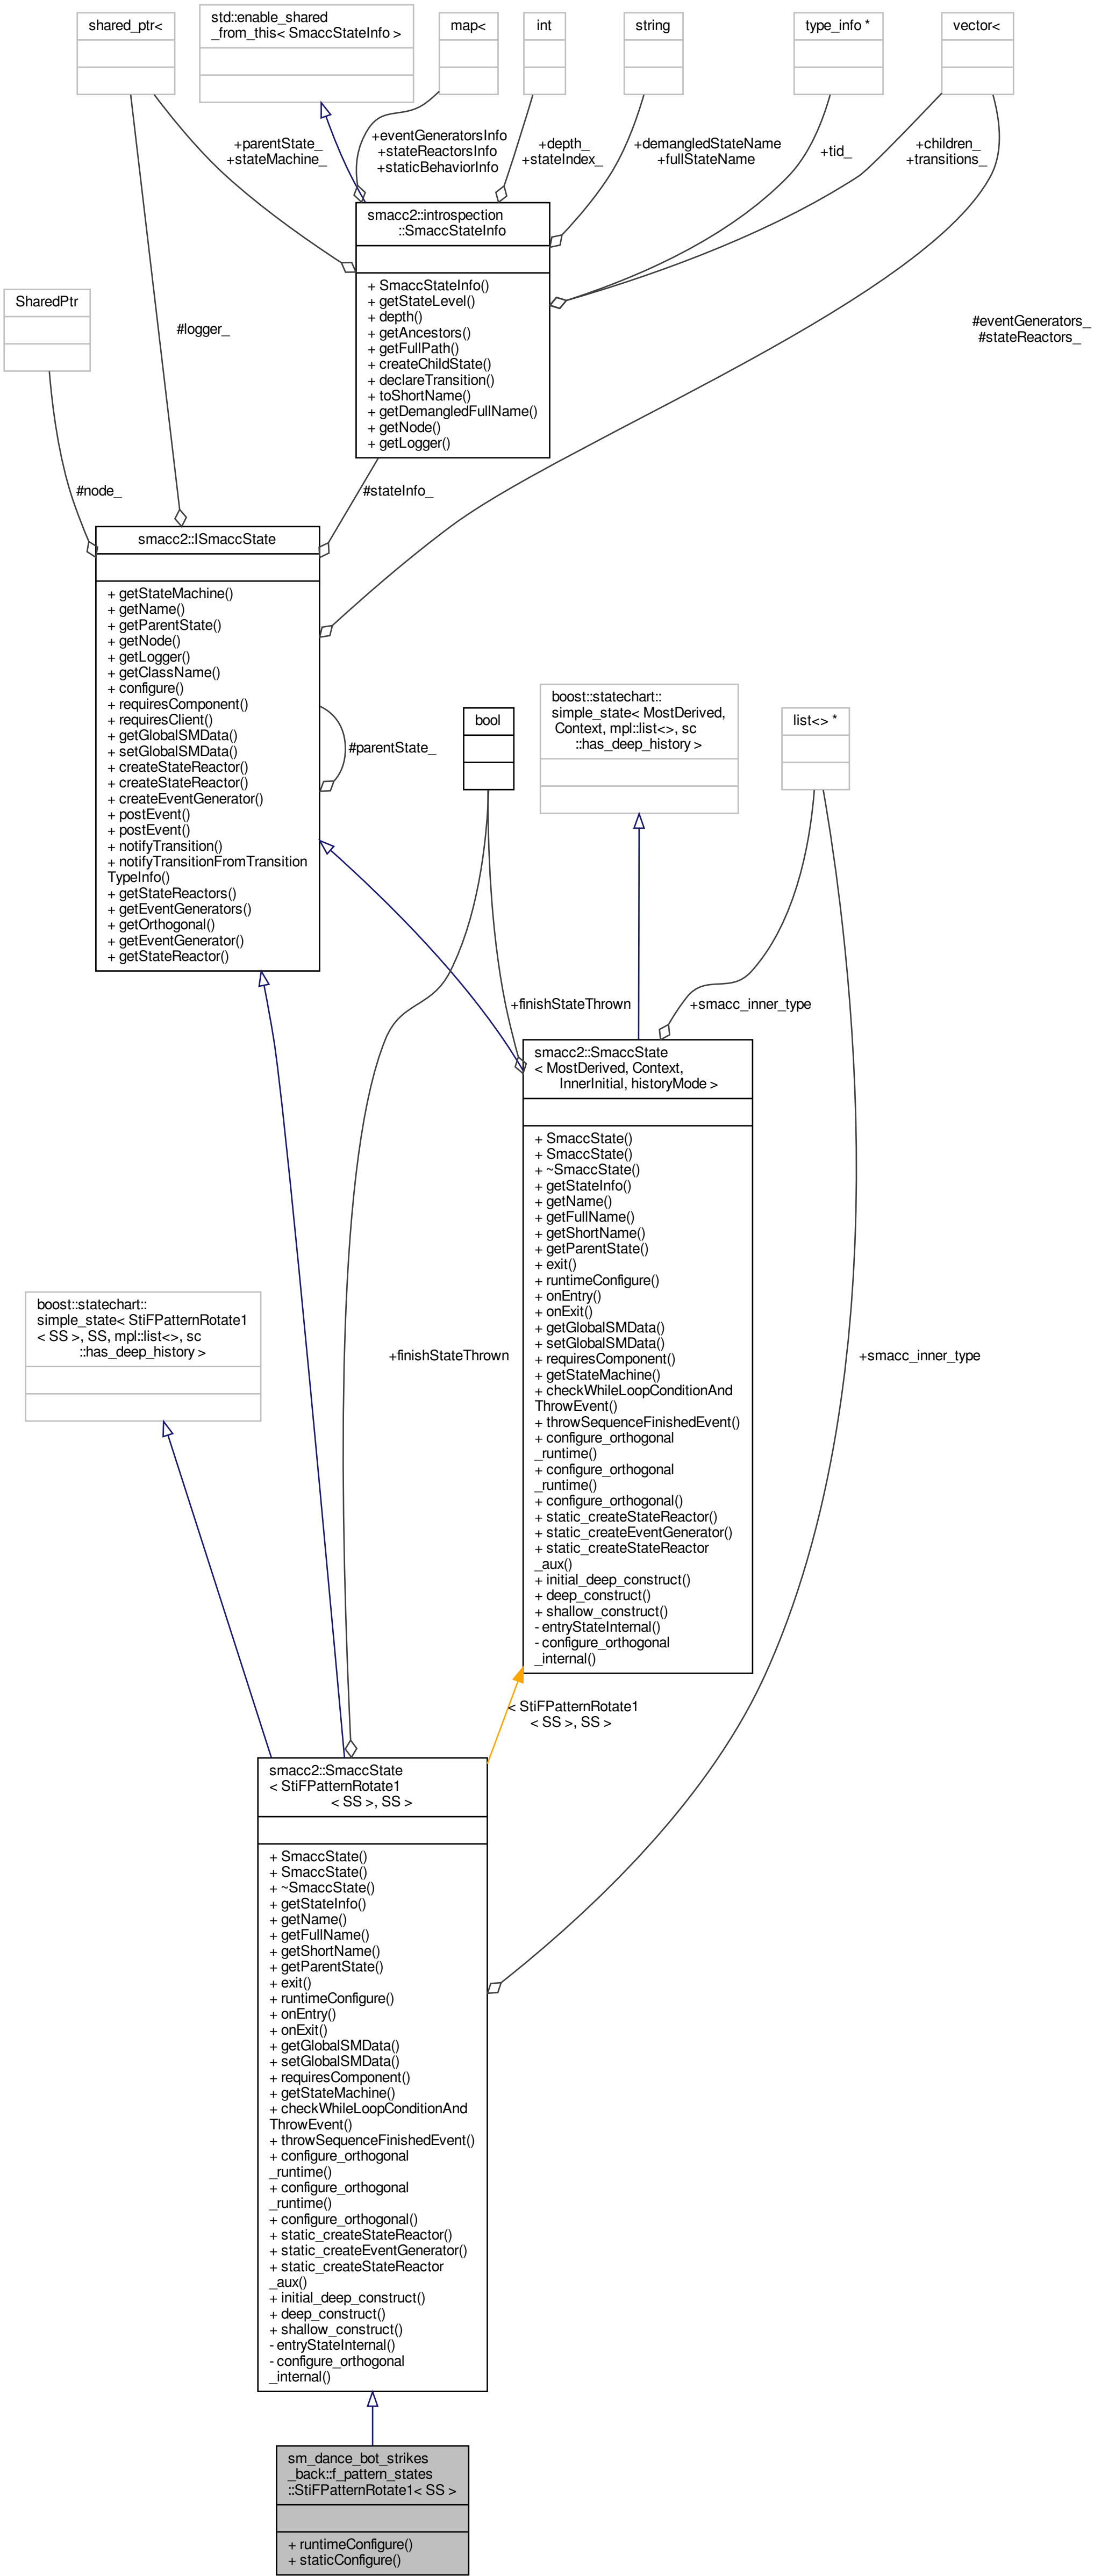 shared_ptr<
std::enable_shared
_from_this< SmaccStateInfo >
map<
int
string
type_info *
vector<
+parentState_
+stateMachine_
+eventGeneratorsInfo
+stateReactorsInfo
+staticBehaviorInfo
+depth_
+stateIndex_
+demangledStateName
+fullStateName
+tid_
+children_
+transitions_
smacc2::introspection
::SmaccStateInfo
+ SmaccStateInfo()
+ getStateLevel()
+ depth()
+ getAncestors()
+ getFullPath()
+ createChildState()
+ declareTransition()
+ toShortName()
+ getDemangledFullName()
+ getNode()
+ getLogger()
SharedPtr
#logger_
#eventGenerators_
#stateReactors_
#node_
#stateInfo_
smacc2::ISmaccState
+ getStateMachine()
+ getName()
+ getParentState()
+ getNode()
+ getLogger()
+ getClassName()
+ configure()
+ requiresComponent()
+ requiresClient()
+ getGlobalSMData()
+ setGlobalSMData()
+ createStateReactor()
+ createStateReactor()
+ createEventGenerator()
+ postEvent()
+ postEvent()
+ notifyTransition()
+ notifyTransitionFromTransition
TypeInfo()
+ getStateReactors()
+ getEventGenerators()
+ getOrthogonal()
+ getEventGenerator()
+ getStateReactor()
#parentState_
bool
boost::statechart::
simple_state< MostDerived,
Context, mpl::list<>, sc
::has_deep_history >
list<> *
+finishStateThrown
+smacc_inner_type
smacc2::SmaccState
< MostDerived, Context,
InnerInitial, historyMode >
+ SmaccState()
+ SmaccState()
+ ~SmaccState()
+ getStateInfo()
+ getName()
+ getFullName()
+ getShortName()
+ getParentState()
+ exit()
+ runtimeConfigure()
+ onEntry()
+ onExit()
+ getGlobalSMData()
+ setGlobalSMData()
+ requiresComponent()
+ getStateMachine()
+ checkWhileLoopConditionAnd
ThrowEvent()
+ throwSequenceFinishedEvent()
+ configure_orthogonal
_runtime()
+ configure_orthogonal
_runtime()
+ configure_orthogonal()
+ static_createStateReactor()
+ static_createEventGenerator()
+ static_createStateReactor
_aux()
+ initial_deep_construct()
+ deep_construct()
+ shallow_construct()
- entryStateInternal()
- configure_orthogonal
_internal()
boost::statechart::
simple_state< StiFPatternRotate1
< SS >, SS, mpl::list<>, sc
::has_deep_history >
+finishStateThrown
+smacc_inner_type
< StiFPatternRotate1
< SS >, SS >
smacc2::SmaccState
< StiFPatternRotate1
< SS >, SS >
+ SmaccState()
+ SmaccState()
+ ~SmaccState()
+ getStateInfo()
+ getName()
+ getFullName()
+ getShortName()
+ getParentState()
+ exit()
+ runtimeConfigure()
+ onEntry()
+ onExit()
+ getGlobalSMData()
+ setGlobalSMData()
+ requiresComponent()
+ getStateMachine()
+ checkWhileLoopConditionAnd
ThrowEvent()
+ throwSequenceFinishedEvent()
+ configure_orthogonal
_runtime()
+ configure_orthogonal
_runtime()
+ configure_orthogonal()
+ static_createStateReactor()
+ static_createEventGenerator()
+ static_createStateReactor
_aux()
+ initial_deep_construct()
+ deep_construct()
+ shallow_construct()
- entryStateInternal()
- configure_orthogonal
_internal()
sm_dance_bot_strikes
_back::f_pattern_states
::StiFPatternRotate1< SS >
+ runtimeConfigure()
+ staticConfigure()